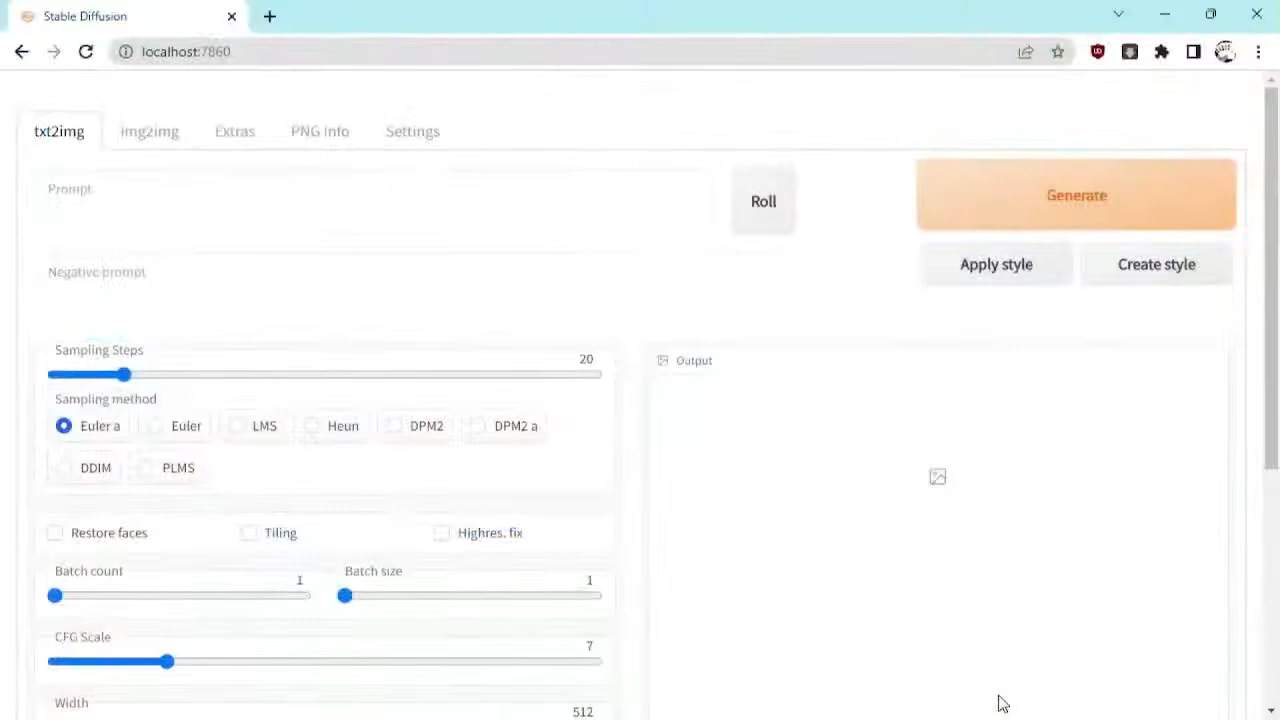 Stable Diffusion
localhost:7860
txt2img img2img Extras PNG Info Settings
Prompt
Roll
Generate
Negative prompt
Apply style Create style
Sampling Steps
20
Output
Sampling method
Euler a Euler LMS Heun DPM2 DPM2 a
DDIM PLMS
Restore faces Tiling Highres. fix
Batch count
1
Batch size
1
CFG Scale
7
Width
512